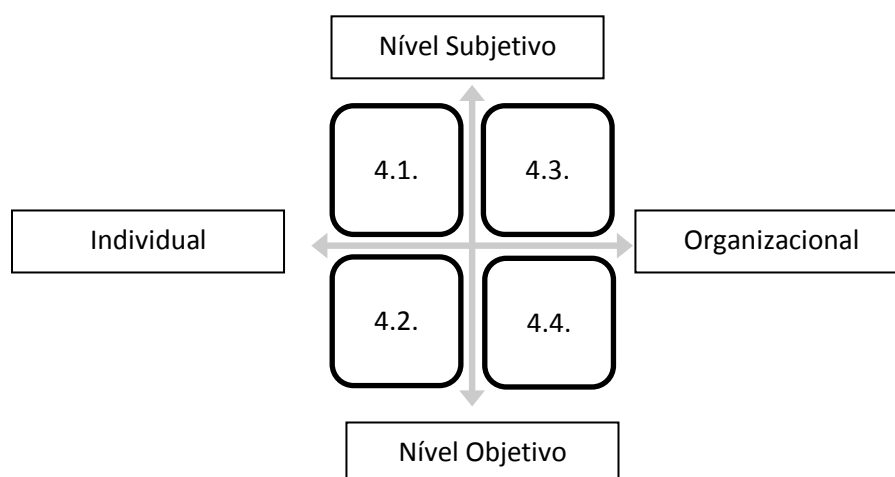 Nível Subjetivo
4.1.
4.3.
Individual
Organizacional
4.2.
4.4.
Nível Objetivo